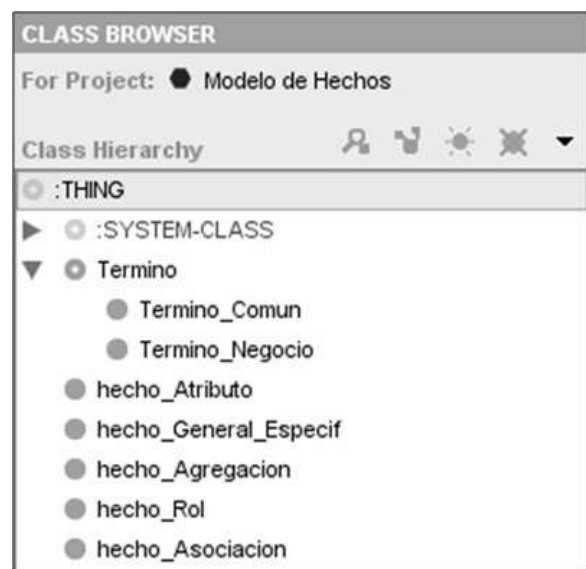 CLASS BROWSER
For Project: Modelo de Hechos
Class Hierarchy
:THING
:SYSTEM-CLASS
Termino
Termino_Comun
Termino_Negocio
hecho_Atributo
hecho_General_Especif
hecho_Agregacion
hecho_Rol
hecho_Asociacion